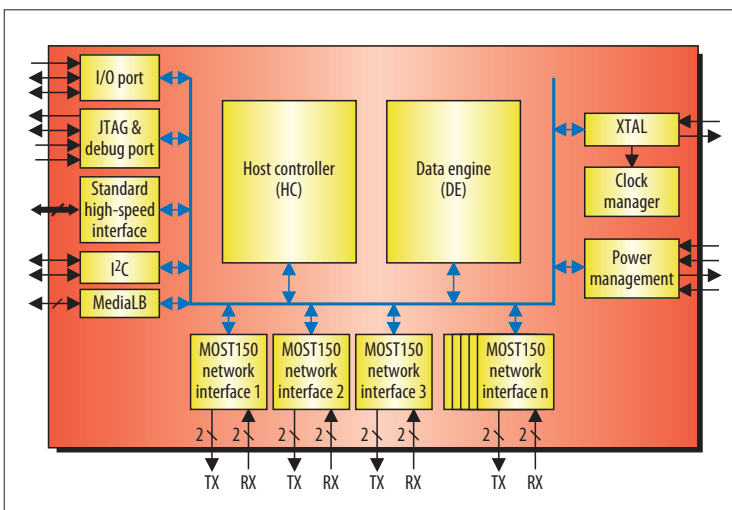 I/O port
JTAG &
debug port
Standard
high-speed
interface
I²C
MediaLB
Host controller
(HC)
Data engine
(DE)
XTAL
Clock
manager
Power
management
MOST150
network
interface 1
MOST150
network
interface 2
MOST150
network
interface 3
MOST150
network
interface n
2 2 2 2 2 2 2 2
TX RX TX RX TX RX TX RX